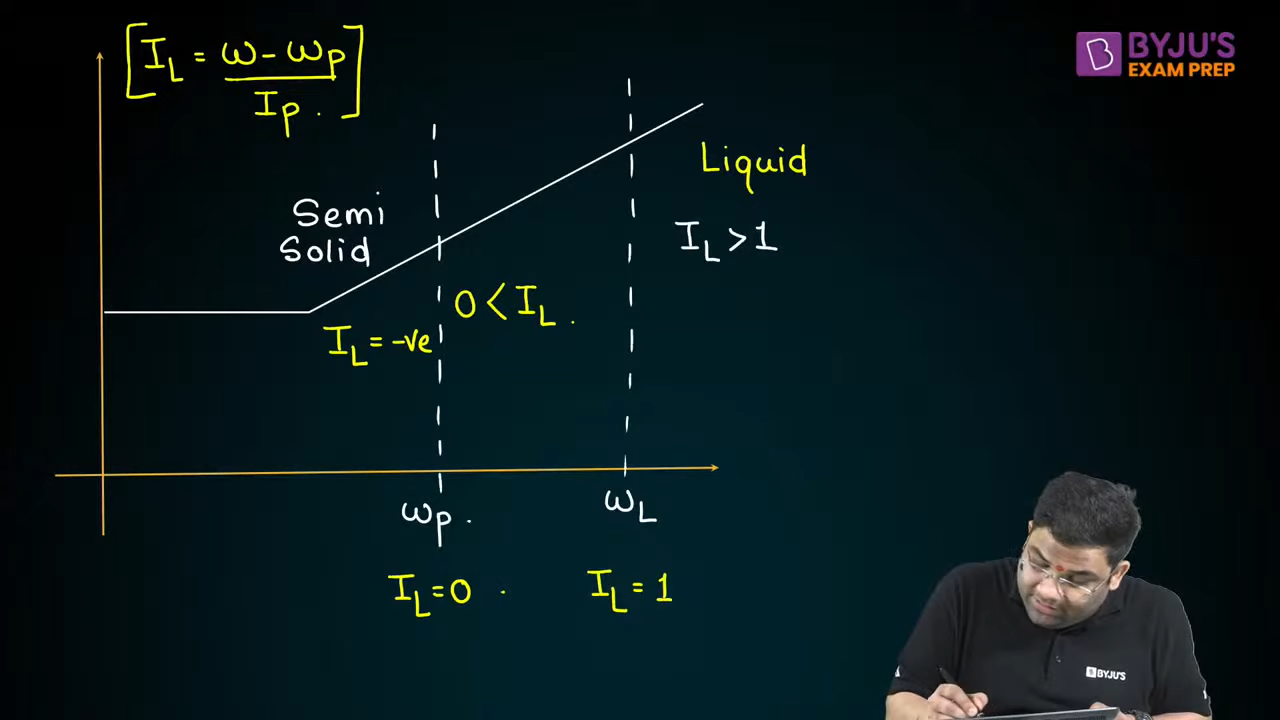 [I_L = ω - ω_P / I_P .]
BYJU'S
EXAM PREP
Liquid
Semi
Solid
I_L > 1
0 < I_L .
I_L = -ve
ω_P .
ω_L
I_L = 0 .
I_L = 1
BYJU'S